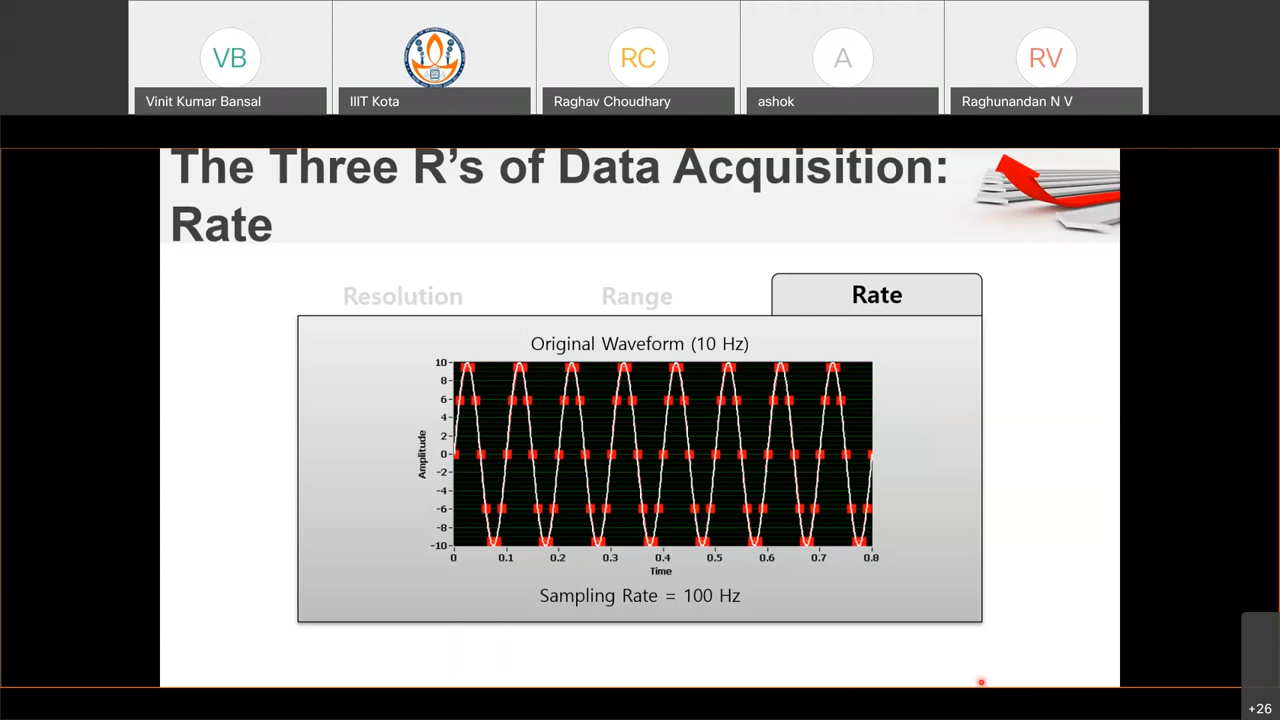 VB
Vinit Kumar Bansal
IIIT Kota
RC
Raghav Choudhary
A
ashok
RV
Raghunandan N V
The Three R's of Data Acquisition:
Rate
Resolution
Range
Rate
Original Waveform (10 Hz)
Amplitude
10
8
6
4
2
0
-2
-4
-6
-8
-10
0 0.1 0.2 0.3 0.4 0.5 0.6 0.7 0.8
Time
Sampling Rate = 100 Hz
+26